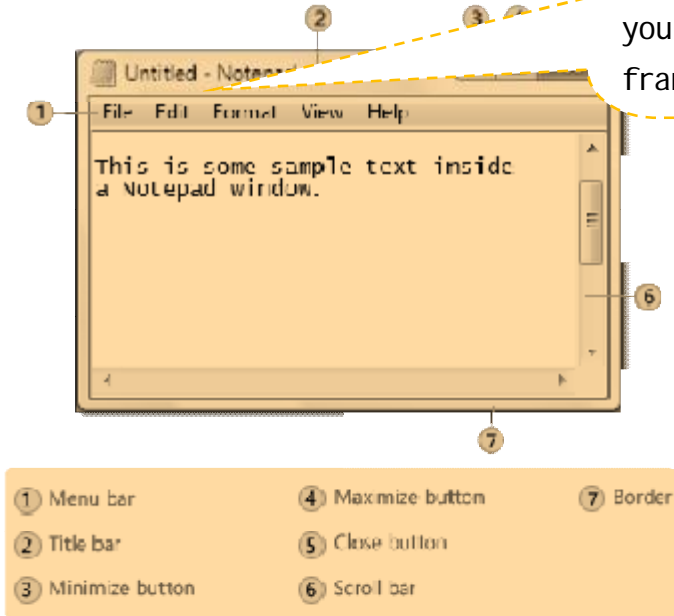 2
3
you
fran
Untitled - Notepad
1
File Edit Format View Help
This is some sample text inside
a Notepad window.
6
7
1 Menu bar
2 Title bar
3 Minimize button
4 Maximize button
5 Close button
6 Scroll bar
7 Border